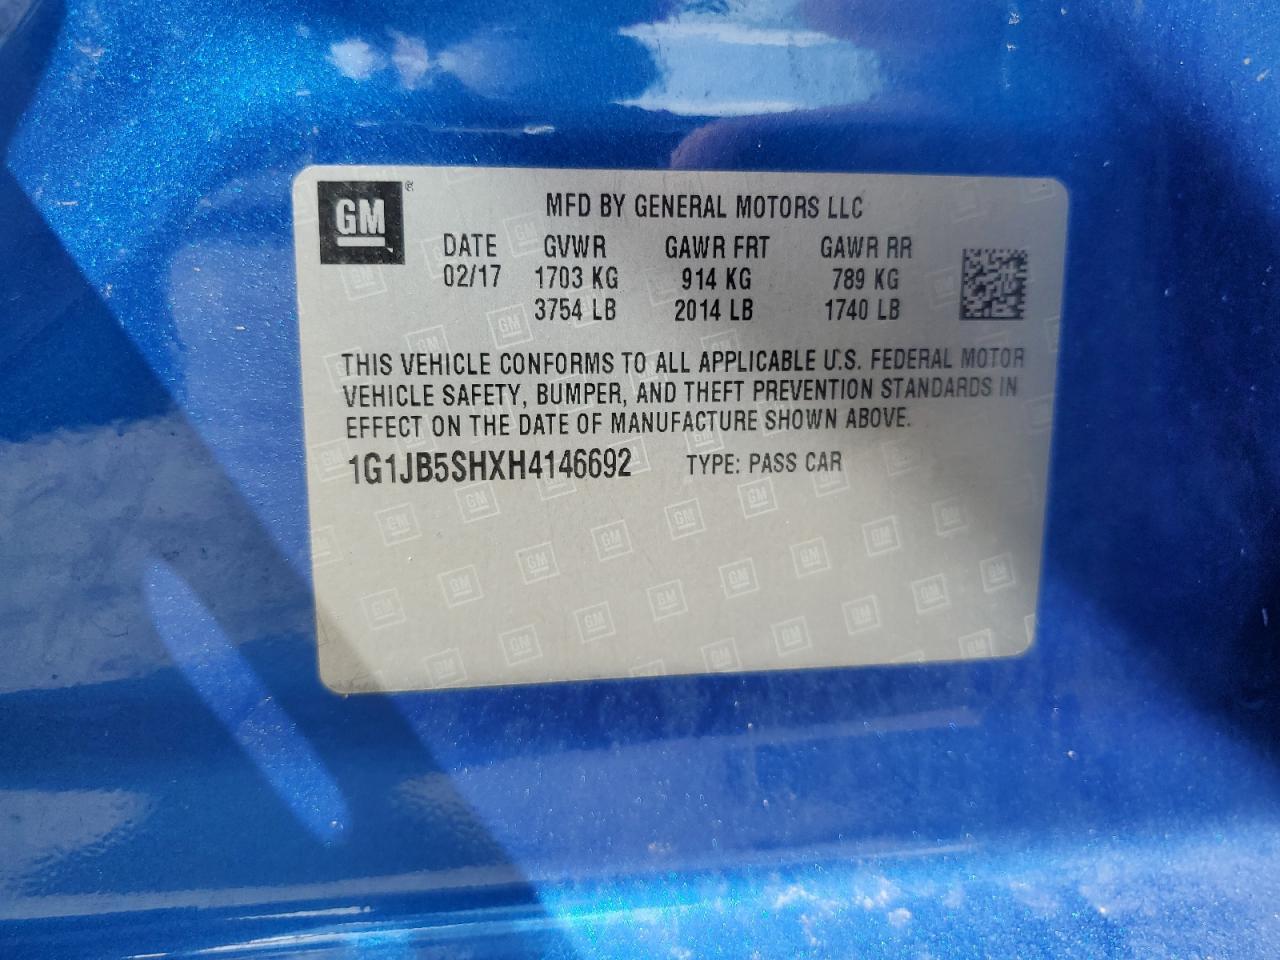 GM ®
MFD BY GENERAL MOTORS LLC
DATE GVWR GAWR FRT GAWR RR
02/17 1703 KG 914 KG 789 KG
3754 LB 2014 LB 1740 LB
THIS VEHICLE CONFORMS TO ALL APPLICABLE U.S. FEDERAL MOTOR
VEHICLE SAFETY, BUMPER, AND THEFT PREVENTION STANDARDS IN
EFFECT ON THE DATE OF MANUFACTURE SHOWN ABOVE.
1G1JB5SHXH4146692 TYPE: PASS CAR